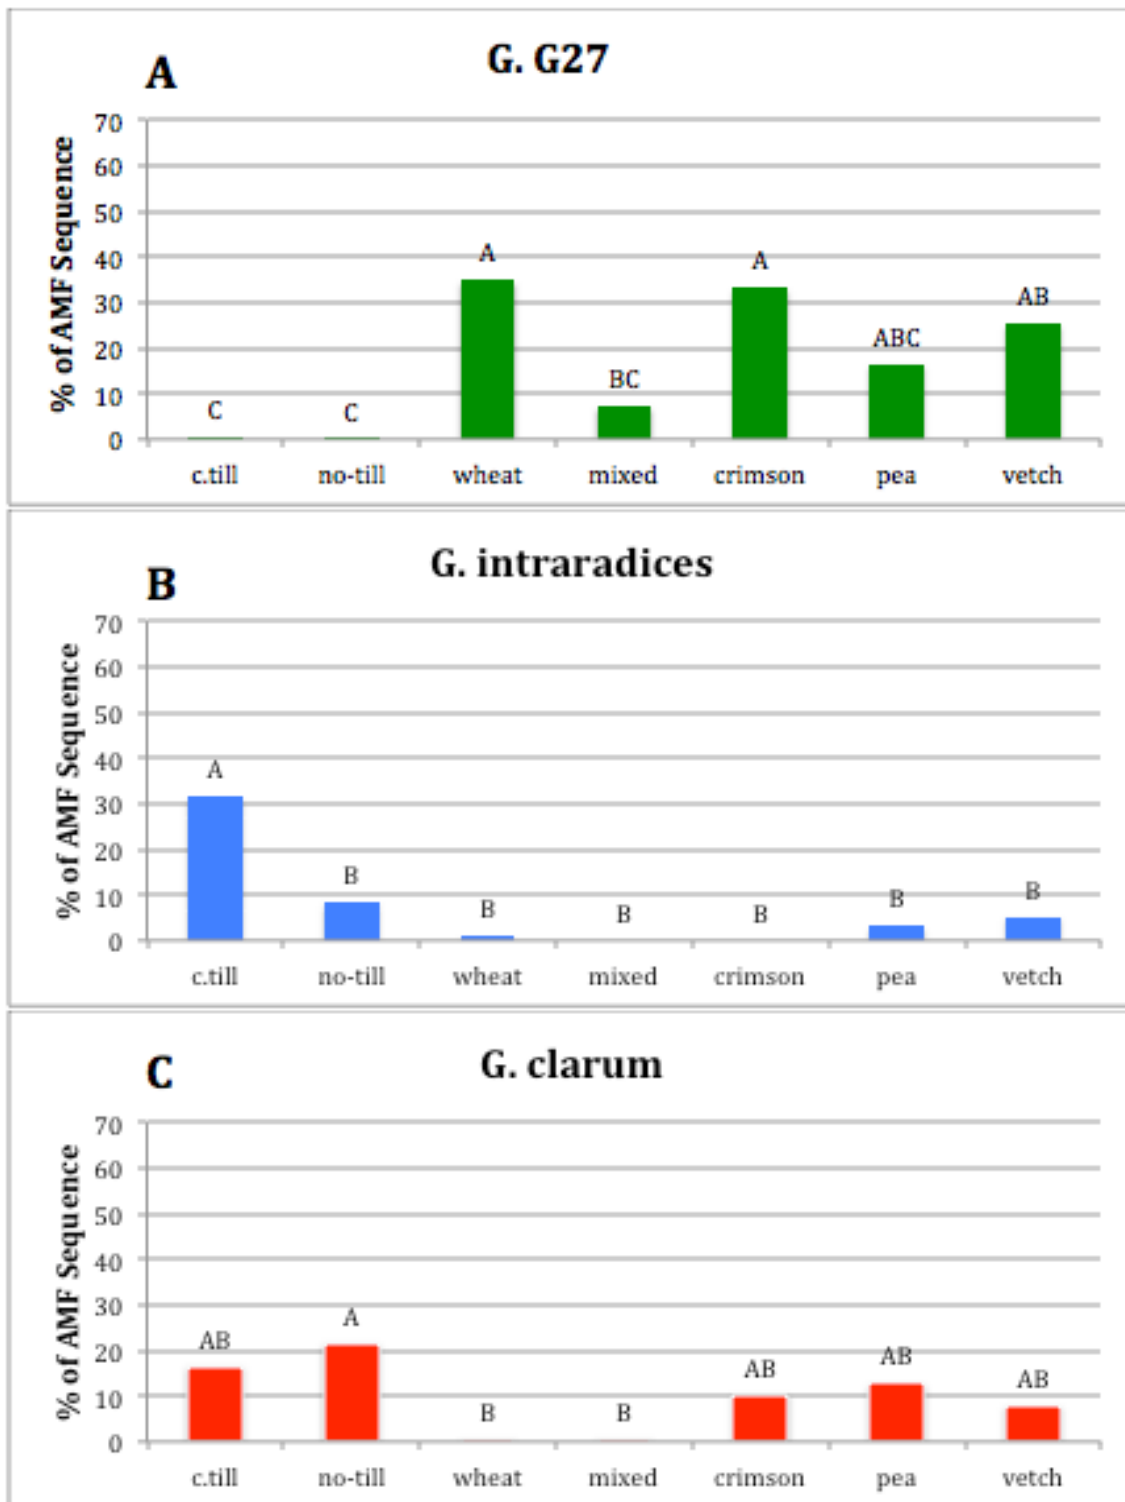 A
G. G27
% of AMF Sequence
70
60
50
40
30
20
10
0
C
C
A
BC
A
ABC
AB
c.till no-till wheat mixed crimson pea vetch
B
G. intraradices
% of AMF Sequence
70
60
50
40
30
20
10
0
A
B
B
B
B
B
B
c.till no-till wheat mixed crimson pea vetch
C
G. clarum
% of AMF Sequence
70
60
50
40
30
20
10
0
AB
A
B
B
AB
AB
AB
c.till no-till wheat mixed crimson pea vetch